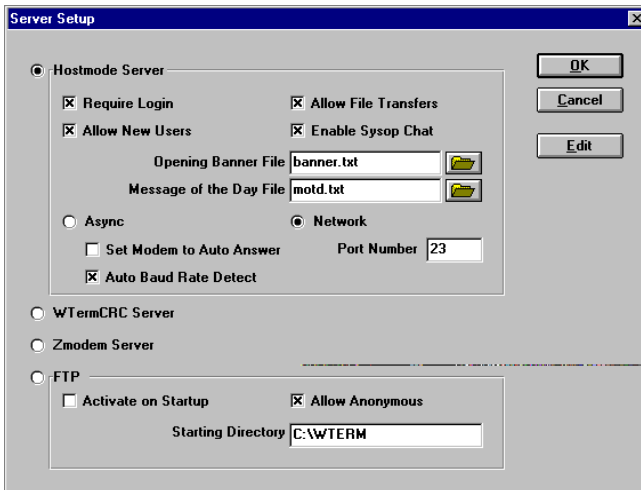 Server Setup
Hostmode Server
OK
Require Login
Allow File Transfers
Cancel
Allow New Users
Enable Sysop Chat
Edit
Opening Banner File banner.txt
Message of the Day File motd.txt
Async
Network
Set Modem to Auto Answer
Port Number 23
Auto Baud Rate Detect
WTermCRC Server
Zmodem Server
FTP
Activate on Startup
Allow Anonymous
Starting Directory C:\WTERM